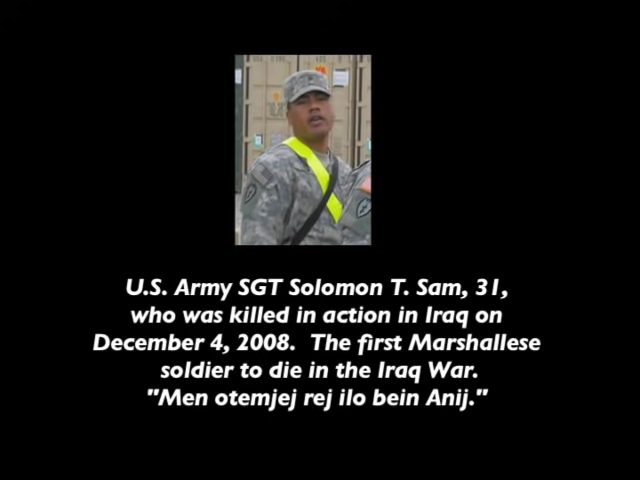 U.S. Army SGT Solomon T. Sam, 31,
who was killed in action in Iraq on
December 4, 2008.  The first Marshallese
soldier to die in the Iraq War.
"Men otemjej rej ilo bein Anij."